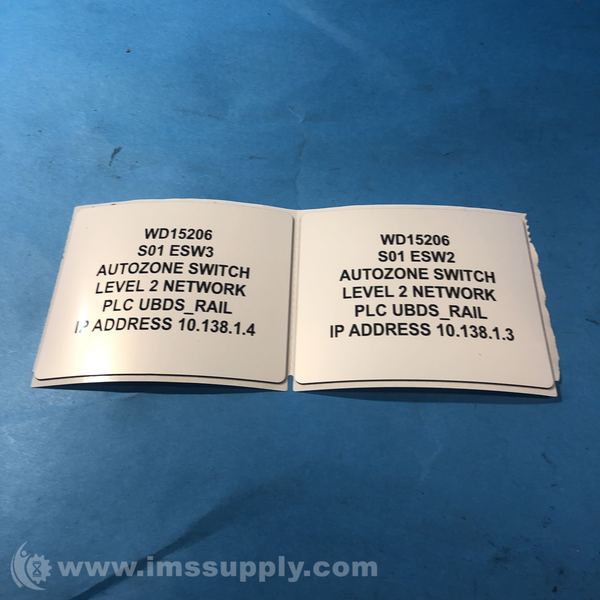 WD15206
S01 ESW3
AUTOZONE SWITCH
LEVEL 2 NETWORK
PLC UBDS_RAIL
IP ADDRESS 10.138.1.4
WD15206
S01 ESW2
AUTOZONE SWITCH
LEVEL 2 NETWORK
PLC UBDS_RAIL
IP ADDRESS 10.138.1.3
www.imssupply.com